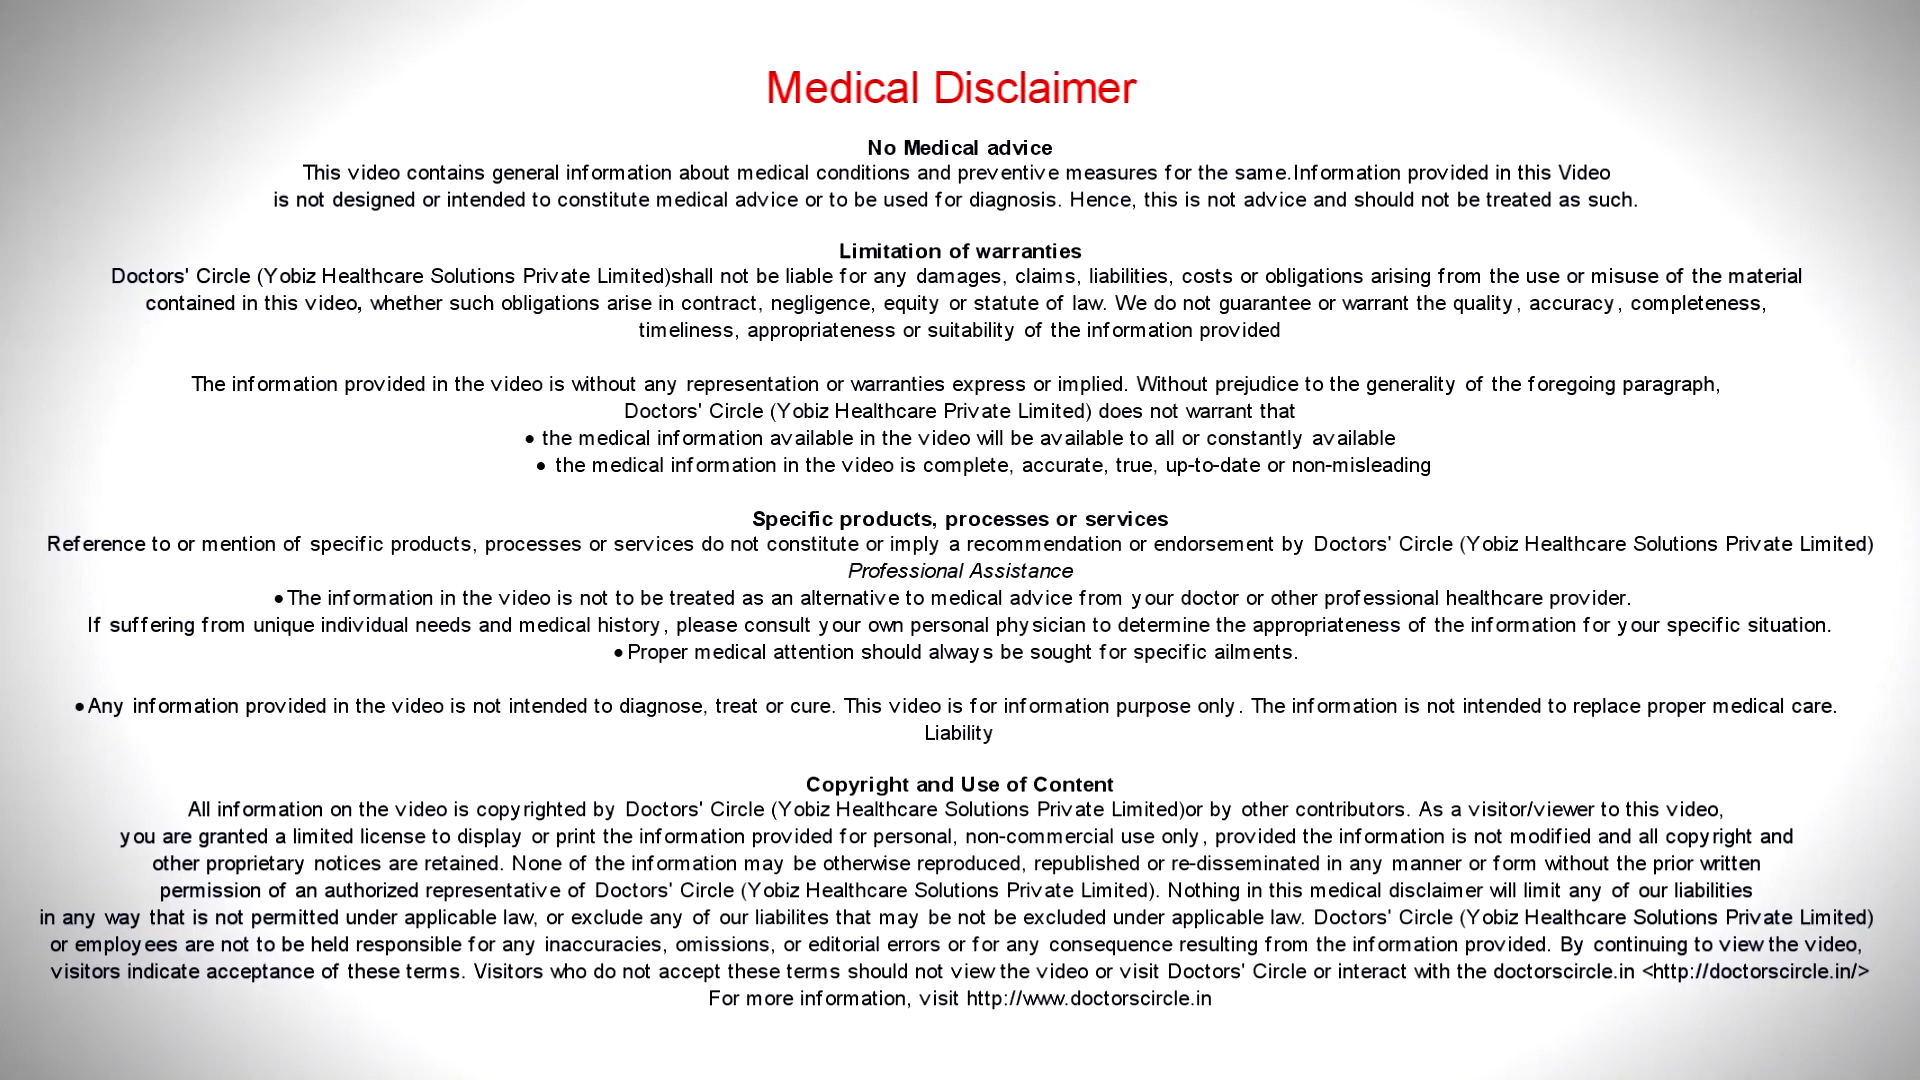 Medical Disclaimer
No Medical advice
This video contains general information about medical conditions and preventive measures for the same.Information provided in this Video
is not designed or intended to constitute medical advice or to be used for diagnosis. Hence, this is not advice and should not be treated as such.
Limitation of warranties
Doctors' Circle (Yobiz Healthcare Solutions Private Limited)shall not be liable for any damages, claims, liabilities, costs or obligations arising from the use or misuse of the material
contained in this video, whether such obligations arise in contract, negligence, equity or statute of law. We do not guarantee or warrant the quality, accuracy, completeness,
timeliness, appropriateness or suitability of the information provided
The information provided in the video is without any representation or warranties express or implied. Without prejudice to the generality of the foregoing paragraph,
Doctors' Circle (Yobiz Healthcare Private Limited) does not warrant that
• the medical information available in the video will be available to all or constantly available
• the medical information in the video is complete, accurate, true, up-to-date or non-misleading
Specific products, processes or services
Reference to or mention of specific products, processes or services do not constitute or imply a recommendation or endorsement by Doctors' Circle (Yobiz Healthcare Solutions Private Limited)
Professional Assistance
•The information in the video is not to be treated as an alternative to medical advice from your doctor or other professional healthcare provider.
If suffering from unique individual needs and medical history, please consult your own personal physician to determine the appropriateness of the information for your specific situation.
•Proper medical attention should always be sought for specific ailments.
•Any information provided in the video is not intended to diagnose, treat or cure. This video is for information purpose only. The information is not intended to replace proper medical care.
Liability
Copyright and Use of Content
All information on the video is copyrighted by Doctors' Circle (Yobiz Healthcare Solutions Private Limited)or by other contributors. As a visitor/viewer to this video,
you are granted a limited license to display or print the information provided for personal, non-commercial use only, provided the information is not modified and all copyright and
other proprietary notices are retained. None of the information may be otherwise reproduced, republished or re-disseminated in any manner or form without the prior written
permission of an authorized representative of Doctors' Circle (Yobiz Healthcare Solutions Private Limited). Nothing in this medical disclaimer will limit any of our liabilities
in any way that is not permitted under applicable law, or exclude any of our liabilites that may be not be excluded under applicable law. Doctors' Circle (Yobiz Healthcare Solutions Private Limited)
or employees are not to be held responsible for any inaccuracies, omissions, or editorial errors or for any consequence resulting from the information provided. By continuing to view the video,
visitors indicate acceptance of these terms. Visitors who do not accept these terms should not view the video or visit Doctors' Circle or interact with the doctorscircle.in <http://doctorscircle.in/>
For more information, visit http://www.doctorscircle.in